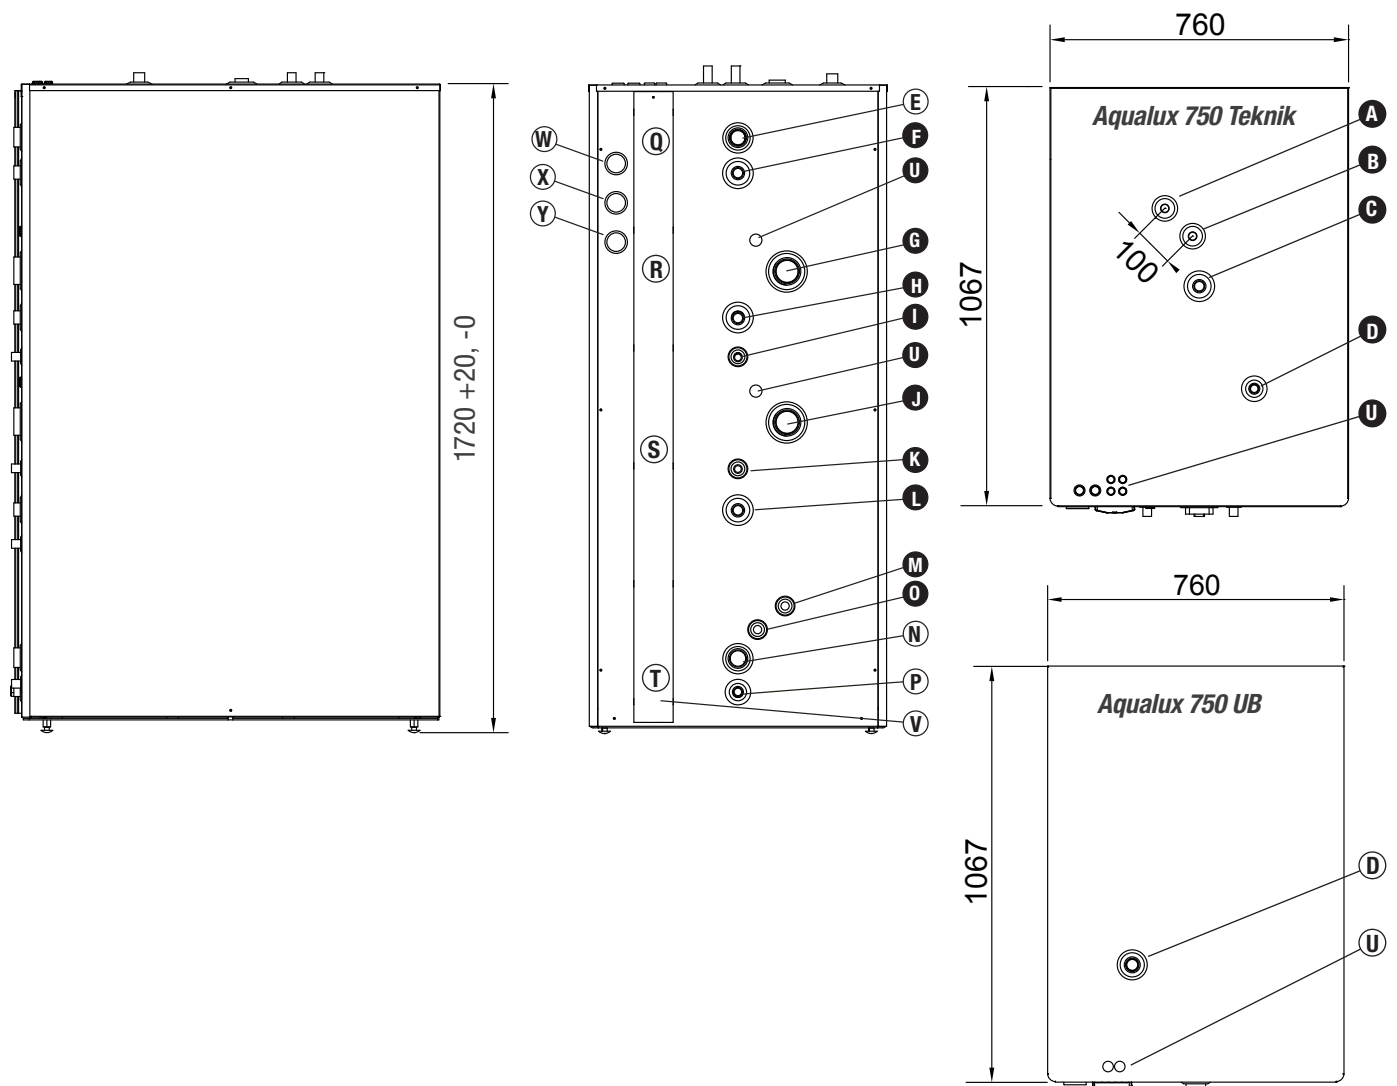 1720 +20, -0
W
X
Y
Q
R
S
T
E
F
U
G
H
I
U
J
K
L
M
O
N
P
V
760
1067
Aqualux 750 Teknik
100
A
B
C
D
U
760
1067
Aqualux 750 UB
D
U